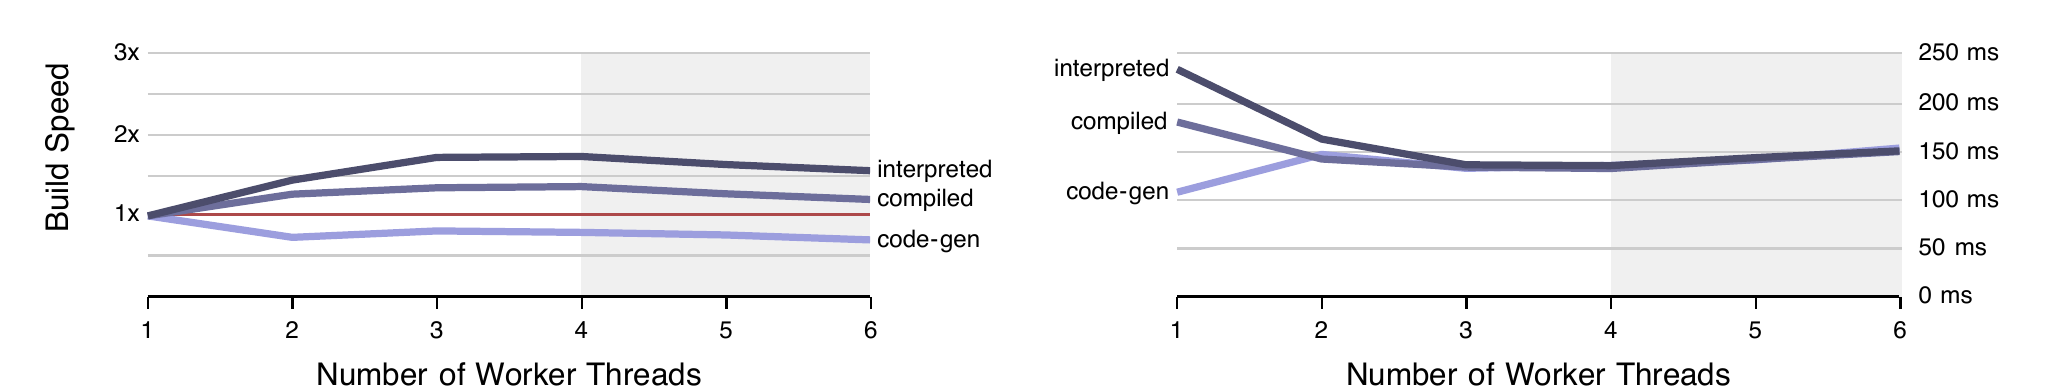 Build Speed
3x
2x
1x
interpreted
compiled
code-gen
1 2 3 4 5 6
Number of Worker Threads
interpreted
compiled
code-gen
250 ms
200 ms
150 ms
100 ms
50 ms
0 ms
1 2 3 4 5 6
Number of Worker Threads